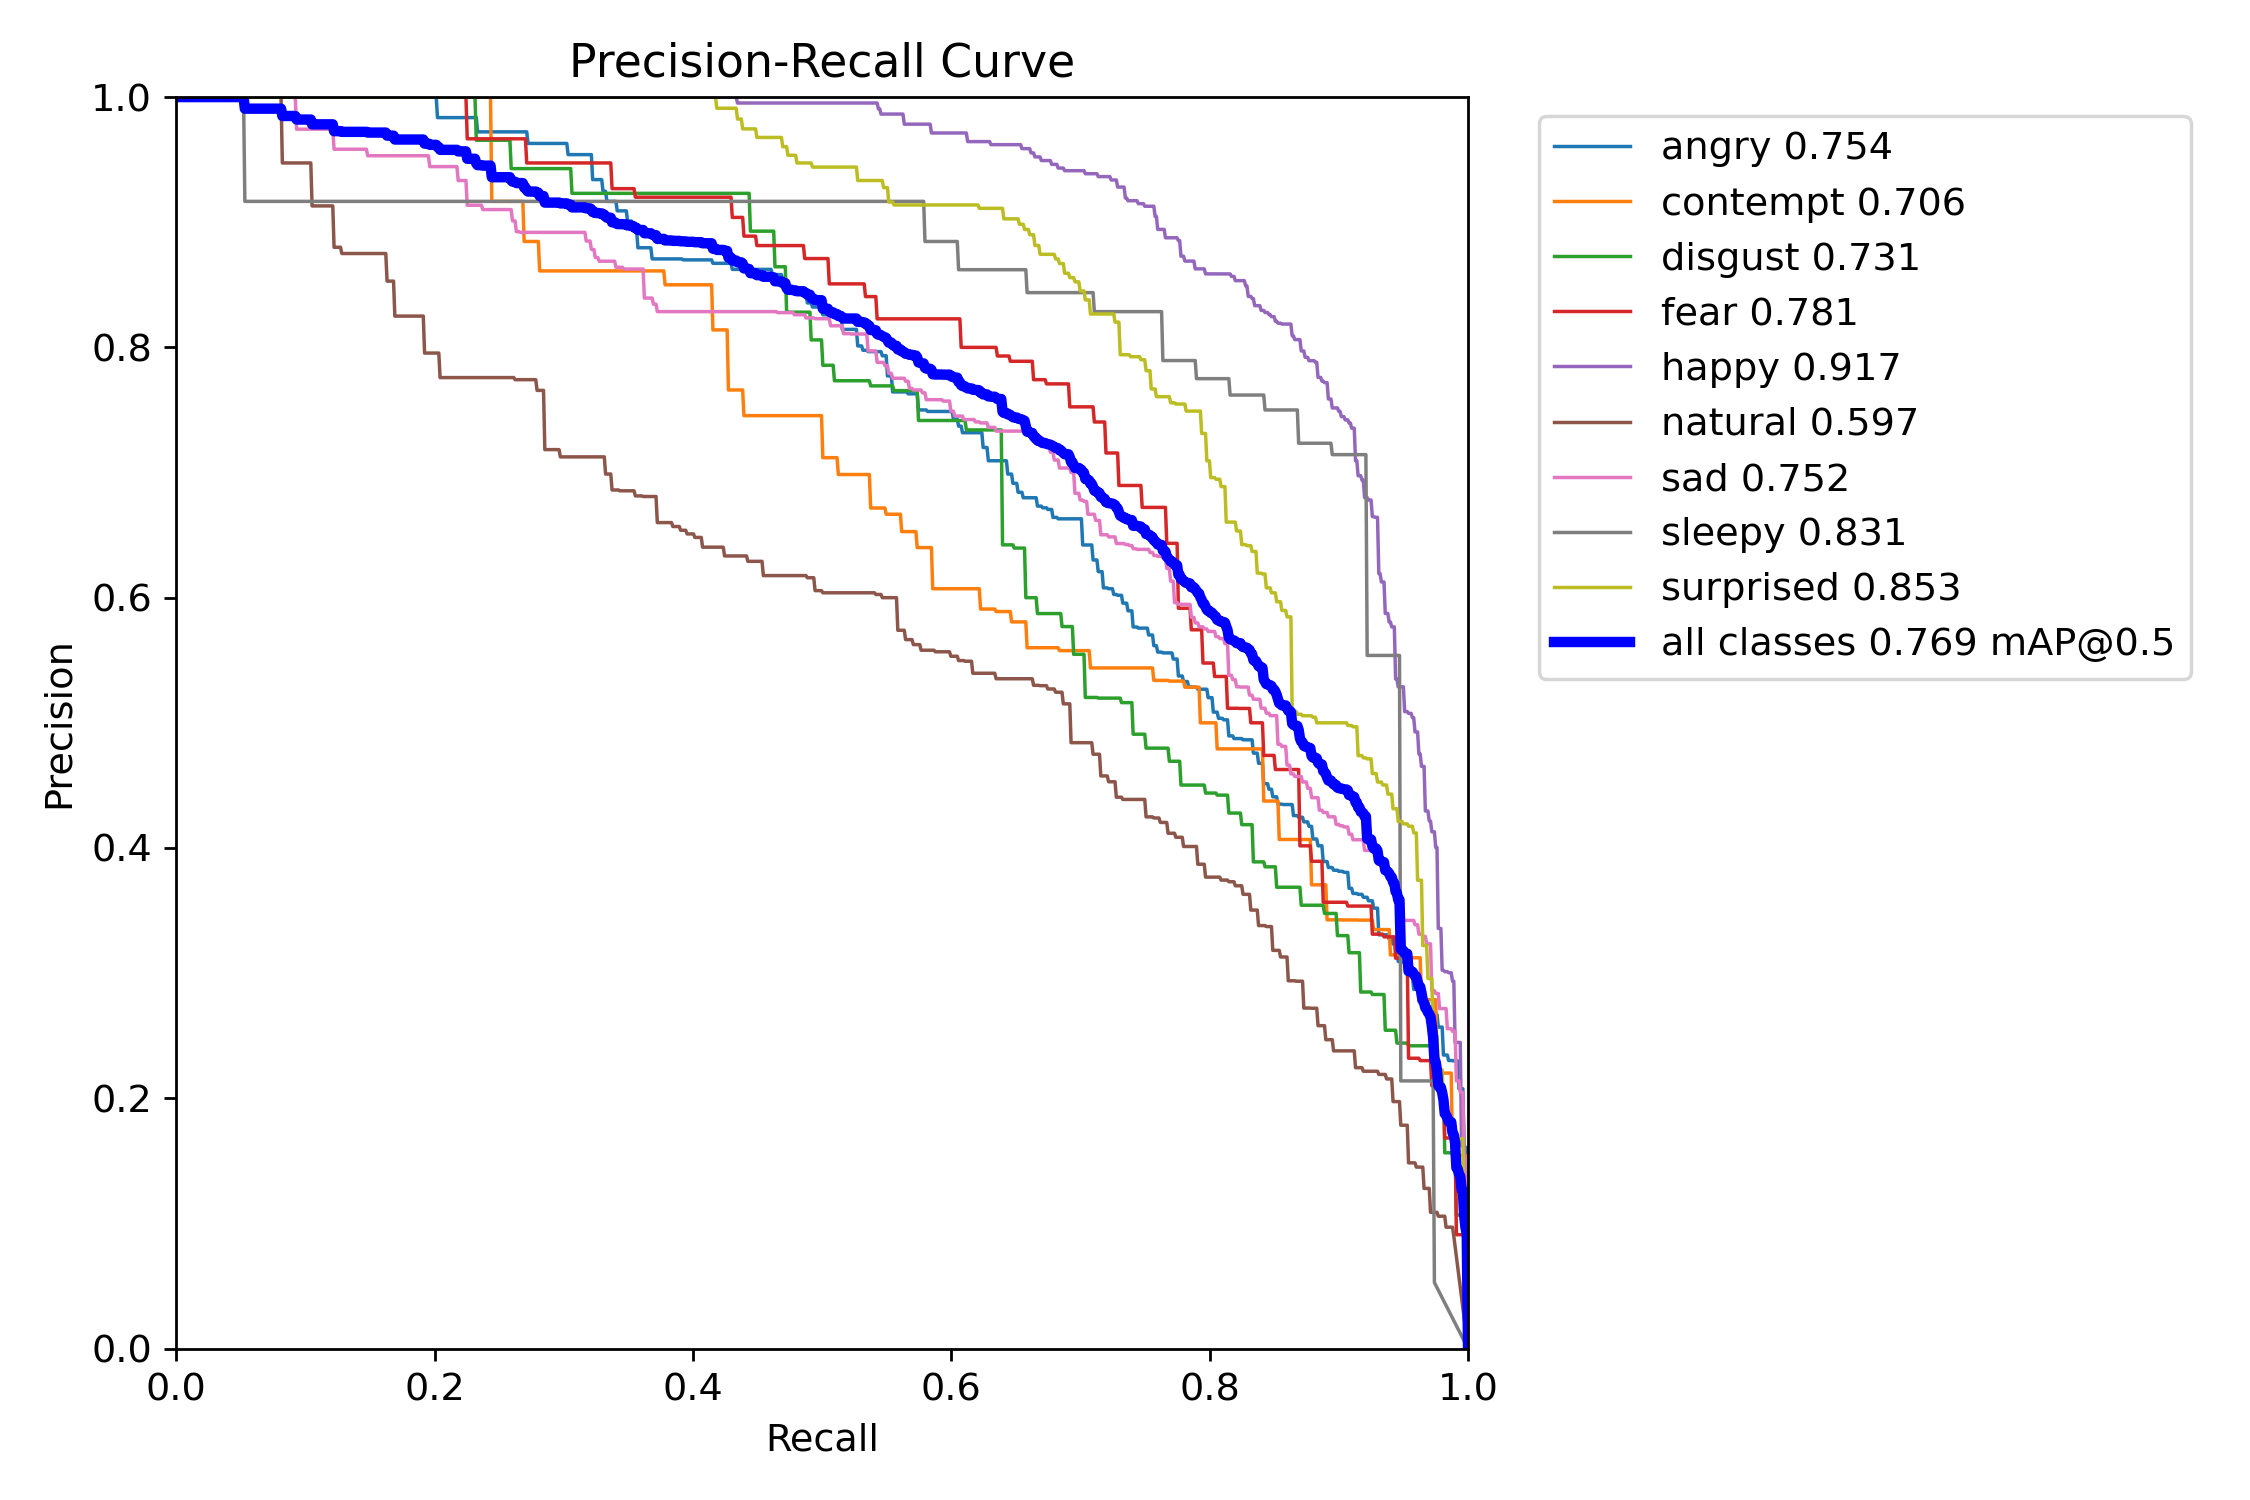 Precision-Recall Curve
1.0
0.8
0.6
0.4
0.2
0.0
Precision
0.0 0.2 0.4 0.6 0.8 1.0
Recall
angry 0.754
contempt 0.706
disgust 0.731
fear 0.781
happy 0.917
natural 0.597
sad 0.752
sleepy 0.831
surprised 0.853
all classes 0.769 mAP@0.5